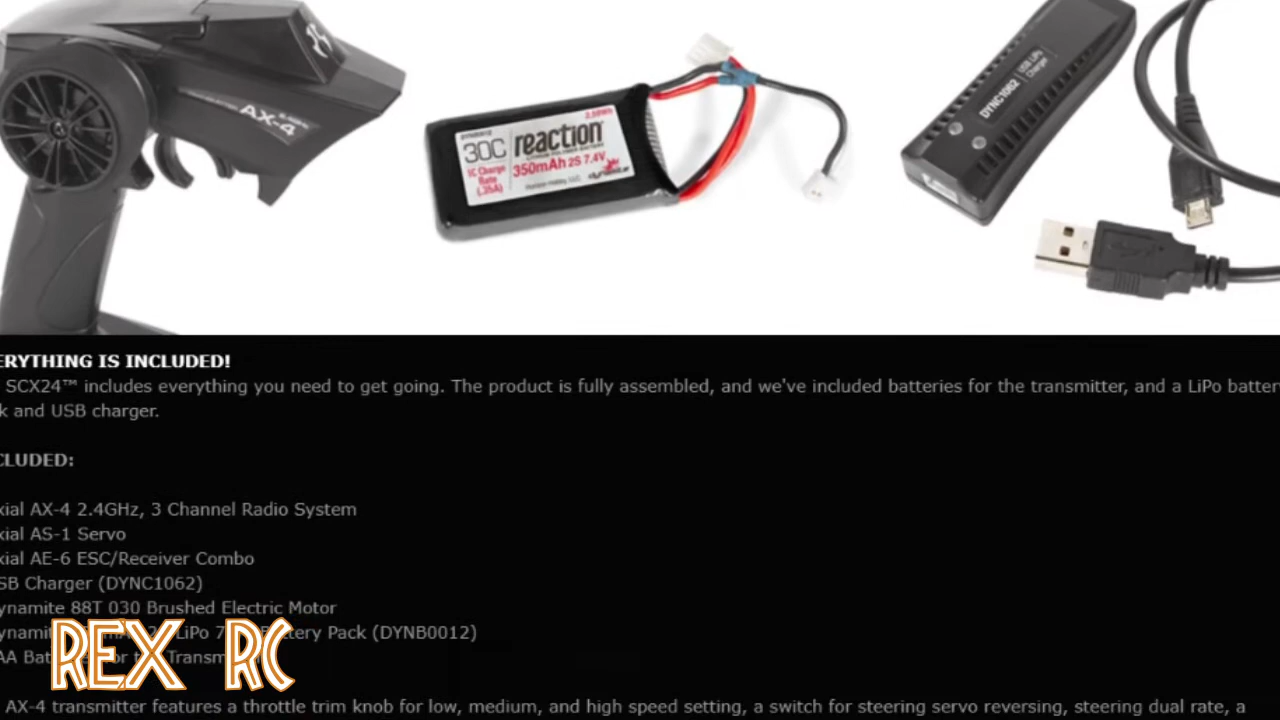 AX-4
30C
reaction
1C Charge
Rate
(.35A)
350mAh 2S 7.4V
DYNC1062 USB LiPo
Charger
ERYTHING IS INCLUDED!
SCX24™ includes everything you need to get going. The product is fully assembled, and we've included batteries for the transmitter, and a LiPo batter
k and USB charger.
CLUDED:
xial AX-4 2.4GHz, 3 Channel Radio System
xial AS-1 Servo
xial AE-6 ESC/Receiver Combo
SB Charger (DYNC1062)
ynamite 88T 030 Brushed Electric Motor
ynamit LiPo 7 ttery Pack (DYNB0012)
AA Bat or t Transm
REX RC
AX-4 transmitter features a throttle trim knob for low, medium, and high speed setting, a switch for steering servo reversing, steering dual rate, a